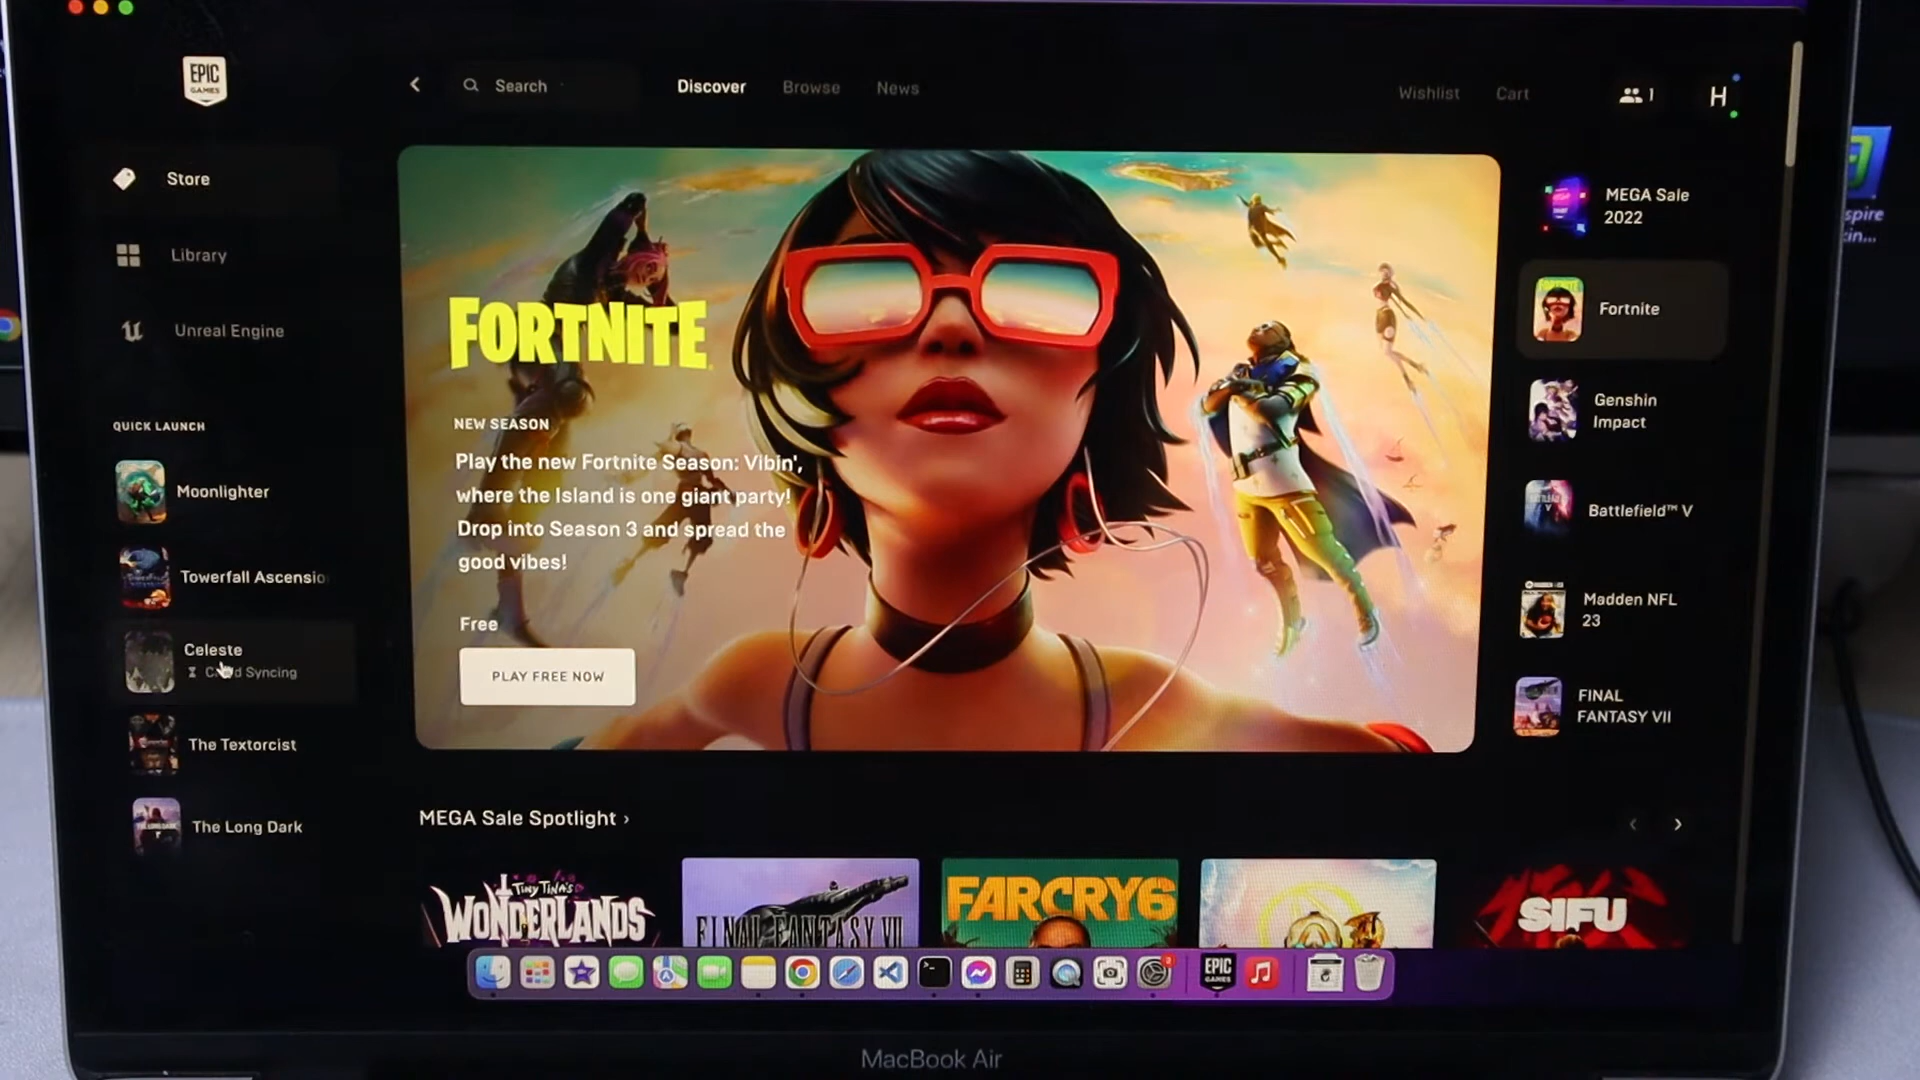 EPIC
GAMES
Search
Discover
Browse
News
Wishlist
Cart
1
H
Store
Library
Unreal Engine
QUICK LAUNCH
Moonlighter
Towerfall Ascensio
Celeste
Syncing
The Textorcist
The Long Dark
FORTNITE
NEW SEASON
Play the new Fortnite Season: Vibin',
where the Island is one giant party!
Drop into Season 3 and spread the
good vibes!
Free
PLAY FREE NOW
MEGA Sale
2022
Fortnite
Genshin
Impact
Battlefield™ V
Madden NFL
23
FINAL
FANTASY VII
MEGA Sale Spotlight ›
TINY TINA'S
WONDERLANDS
FINAL FANTASY VII
FARCRY6
SIFU
EPIC
GAMES
MacBook Air